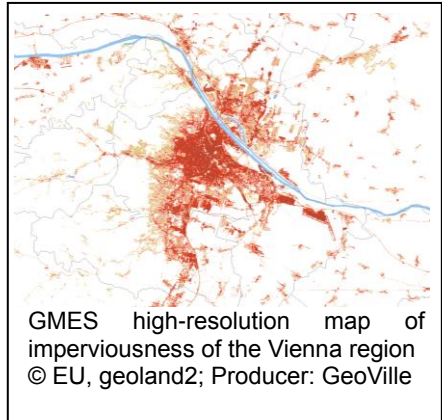 GMES high-resolution map of
imperviousness of the Vienna region
© EU, geoland2; Producer: GeoVille